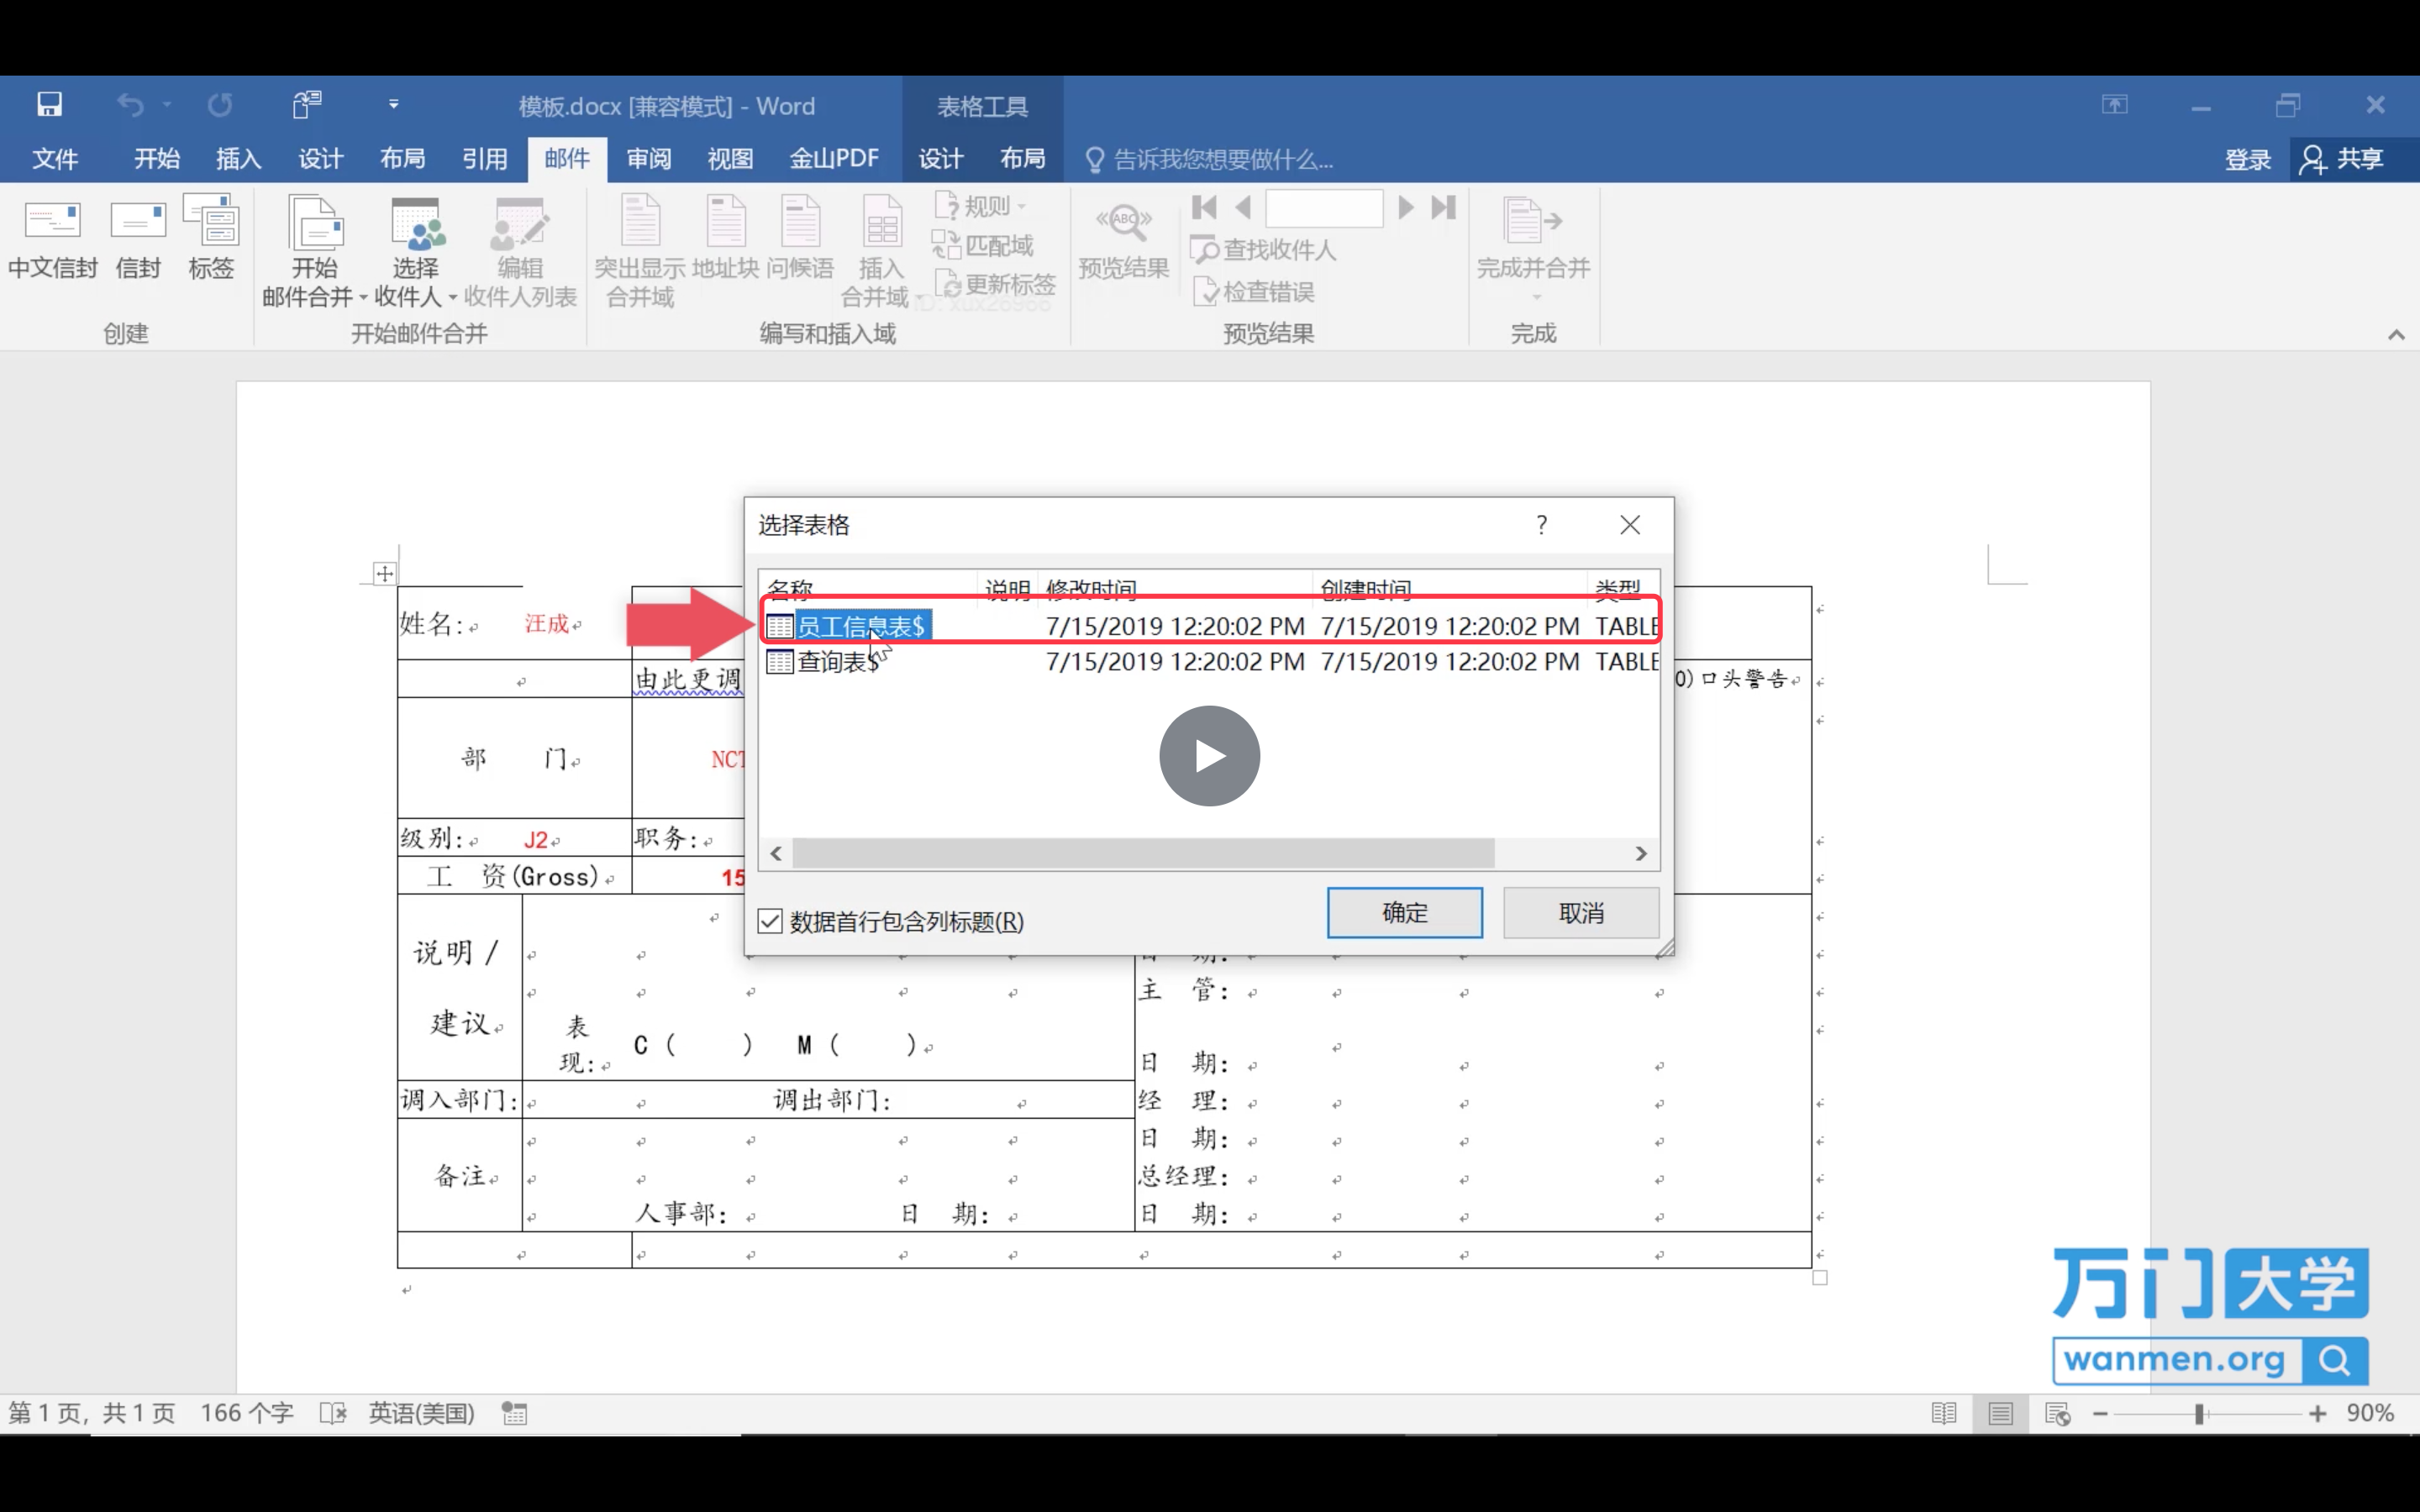 模板.docx [兼容模式] - Word
表格工具
文件 开始 插入 设计 布局 引用 邮件 审阅 视图 金山PDF 设计 布局 告诉我您想要做什么... 登录 共享
中文信封 信封 标签
开始 邮件合并 选择 收件人 编辑 收件人列表
突出显示 合并域 地址块 问候语 插入 合并域
规则
匹配域
更新标签
ID: xux26966
预览结果
查找收件人
检查错误
完成并合并
创建 开始邮件合并 编写和插入域 预览结果 完成
选择表格 ?
名称 说明 修改时间 创建时间 类型
员工信息表$ 7/15/2019 12:20:02 PM 7/15/2019 12:20:02 PM TABLE
查询表$ 7/15/2019 12:20:02 PM 7/15/2019 12:20:02 PM TABLE
数据首行包含列标题(R) 确定 取消
姓名: 汪成
由此更调 0)口头警告
部 门 NCT
级别: J2 职务:
工 资(Gross) 15
说明 /
建议
日 期:
主 管:
表
现: C ( ) M ( )
日 期:
调入部门: 调出部门: 经 理:
日 期:
备注 总经理:
人事部: 日 期: 日 期:
万门大学
wanmen.org
第 1 页, 共 1 页 166 个字 英语(美国) 90%